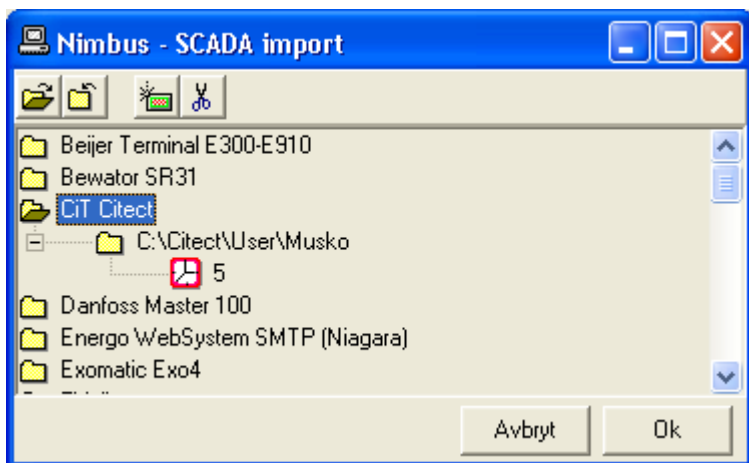 Nimbus - SCADA import
Beijer Terminal E300-E910
Bewator SR31
CiT Citect
C:\Citect\User\Musko
5
Danfoss Master 100
Energo WebSystem SMTP (Niagara)
Exomatic Exo4
Avbryt
Ok